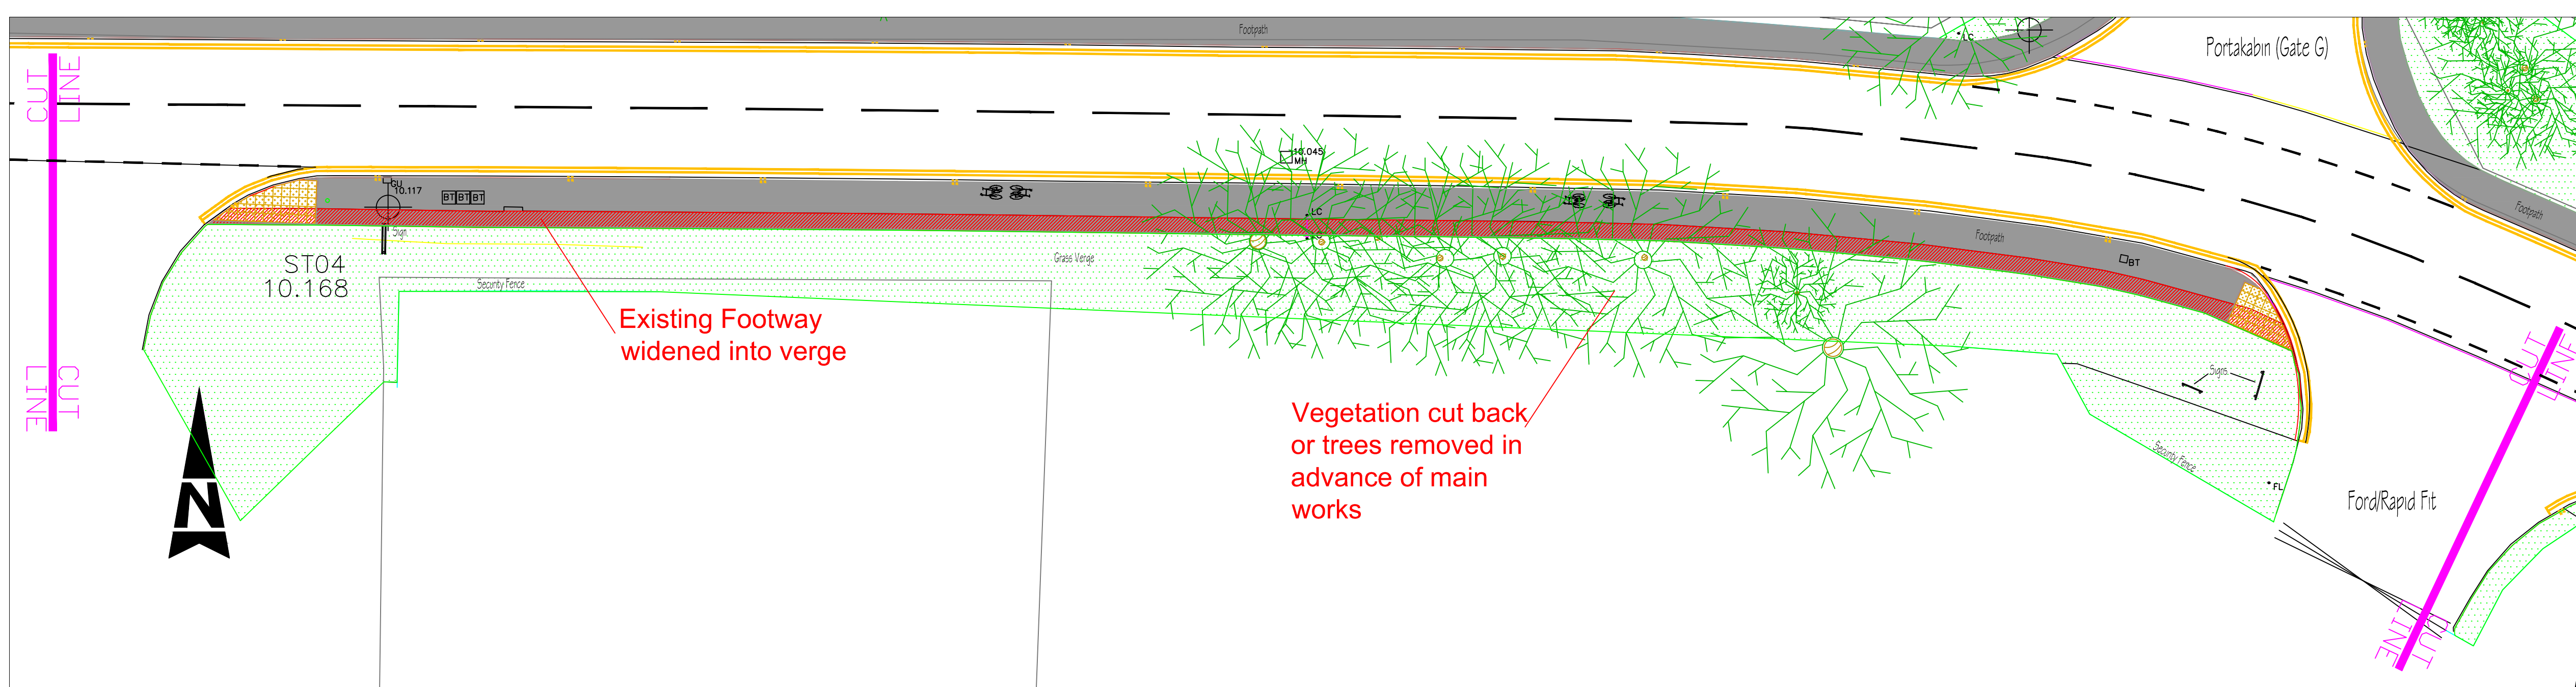 Footpath
LC
Portakabin (Gate G)
CUT
LINE
10.045
MH
GU
10.117
BT BT BT
Footpath
LC
LC
Sign
Footpath
BT
ST04
10.168
Grass Verge
Security Fence
Existing Footway
widened into verge
CUT
LINE
Signs
CUT
LINE
Vegetation cut back
or trees removed in
advance of main
works
Security Fence
FL
Ford/Rapid Fit
N
CUT
LINE